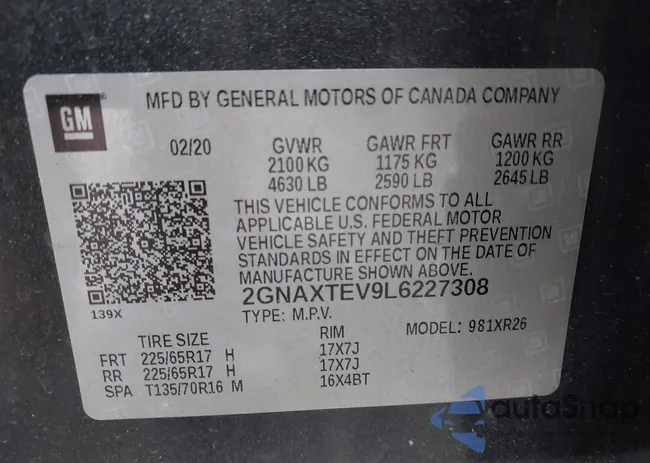 GM
MFD BY GENERAL MOTORS OF CANADA COMPANY
02/20 GVWR GAWR FRT GAWR RR
2100 KG 1175 KG 1200 KG
4630 LB 2590 LB 2645 LB
THIS VEHICLE CONFORMS TO ALL
APPLICABLE U.S. FEDERAL MOTOR
VEHICLE SAFETY AND THEFT PREVENTION
STANDARDS IN EFFECT ON THE DATE OF
MANUFACTURE SHOWN ABOVE.
2GNAXTEV9L6227308
139X
TYPE: M.P.V. MODEL: 981XR26
TIRE SIZE RIM
FRT 225/65R17 H 17X7J
RR 225/65R17 H 17X7J
SPA T135/70R16 M 16X4BT
autoSnap